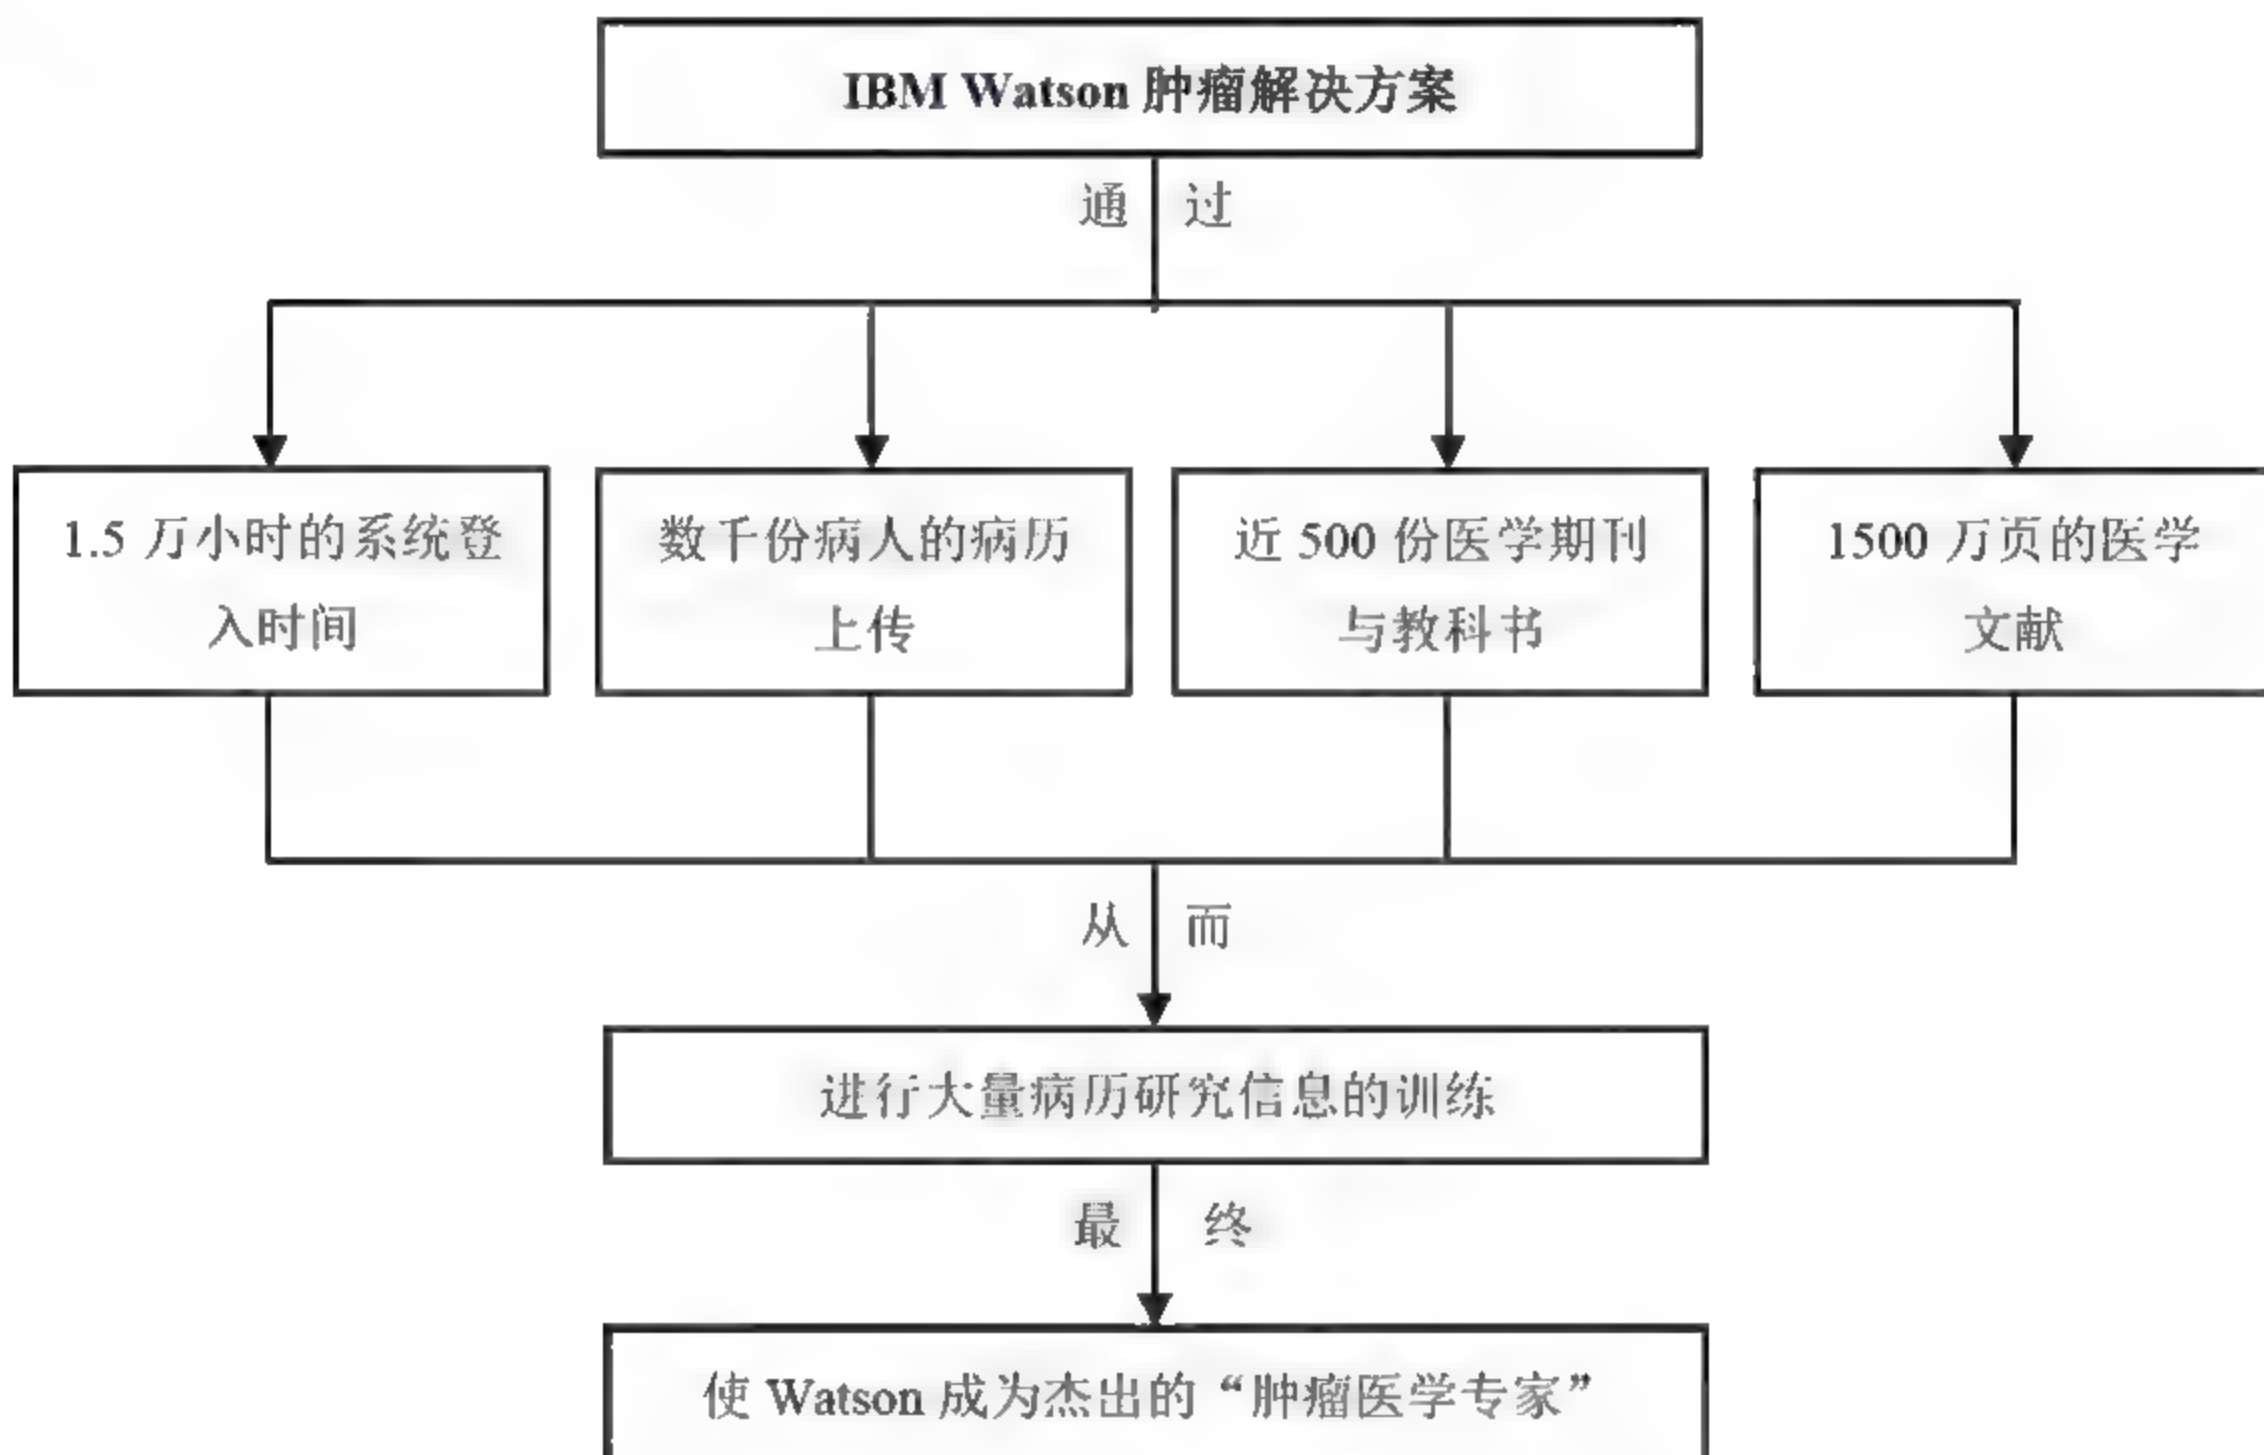 IBM Watson 肿瘤解决方案
通 过
1.5 万小时的系统登
入时间
数千份病人的病历
上传
近 500 份医学期刊
与教科书
1500 万页的医学
文献
从 而
进行大量病历研究信息的训练
最 终
使 Watson 成为杰出的“肿瘤医学专家”